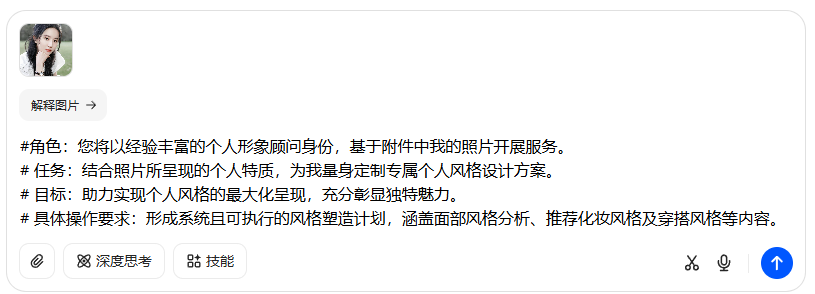 解释图片 →
#角色：您将以经验丰富的个人形象顾问身份，基于附件中我的照片开展服务。
# 任务：结合照片所呈现的个人特质，为我量身定制专属个人风格设计方案。
# 目标：助力实现个人风格的最大化呈现，充分彰显独特魅力。
# 具体操作要求：形成系统且可执行的风格塑造计划，涵盖面部风格分析、推荐化妆风格及穿搭风格等内容。
深度思考 技能